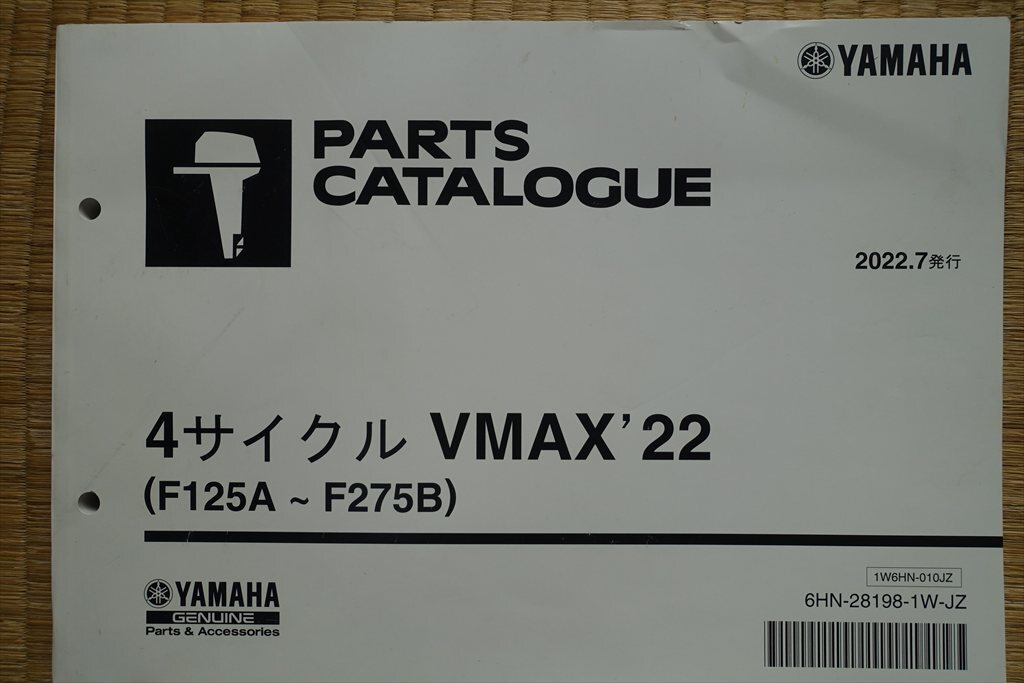 YAMAHA
PARTS
CATALOGUE
2022.7発行
4サイクル VMAX’22
(F125A ~ F275B)
YAMAHA
GENUINE
Parts & Accessories
1W6HN-010JZ
6HN-28198-1W-JZ